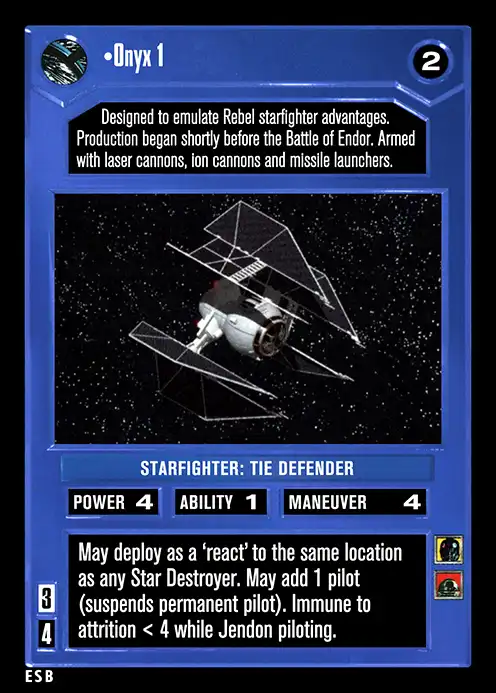 •Onyx 1
2
Designed to emulate Rebel starfighter advantages.
Production began shortly before the Battle of Endor. Armed
with laser cannons, ion cannons and missile launchers.
STARFIGHTER: TIE DEFENDER
POWER 4 ABILITY 1 MANEUVER 4
May deploy as a 'react' to the same location
as any Star Destroyer. May add 1 pilot
(suspends permanent pilot). Immune to
attrition < 4 while Jendon piloting.
3
4
ESB